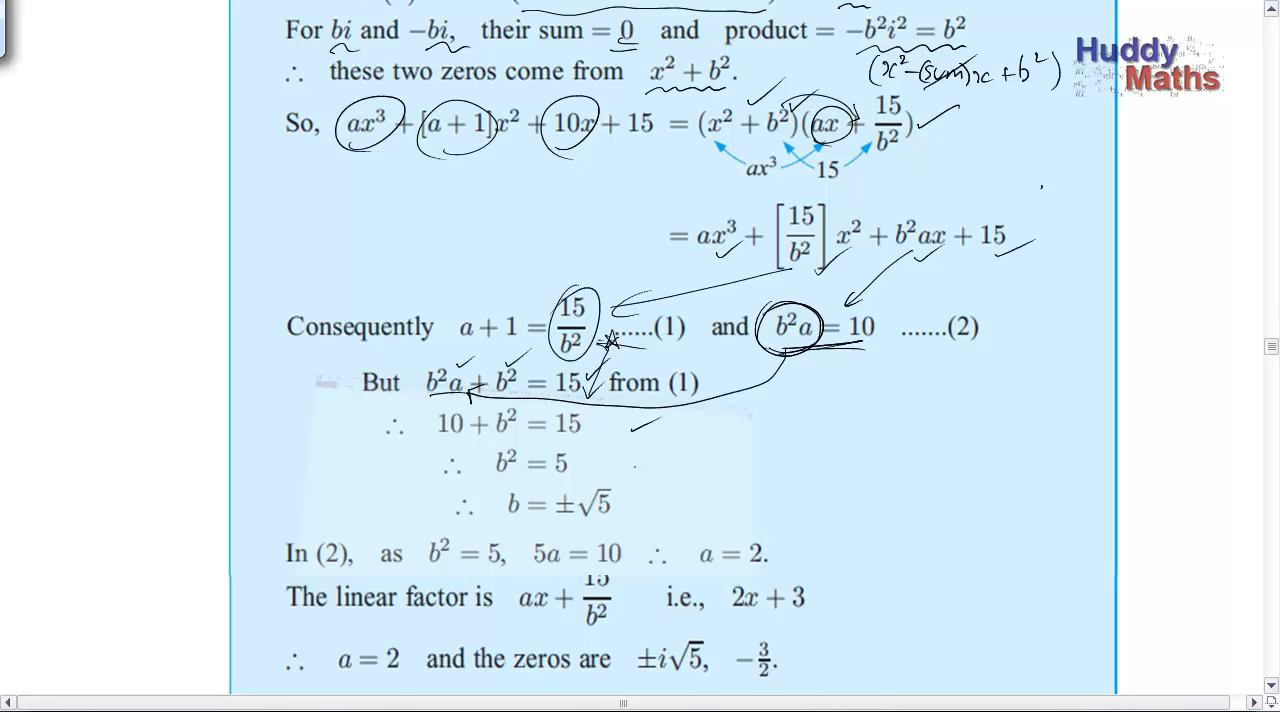 For bi and −bi, their sum = 0 and product = −b²i² = b²
∴ these two zeros come from x² + b².
(x² − (sum)x + b²)
Huddy
Maths
So, ax³ + [a + 1]x² + 10x + 15 = (x² + b²)(ax + 15/b²)
ax³ 15
= ax³ + [15/b²] x² + b²ax + 15
Consequently a + 1 = 15/b² ......(1) and b²a = 10 .......(2)
But b²a + b² = 15 from (1)
∴ 10 + b² = 15
∴ b² = 5
∴ b = ±√5
In (2), as b² = 5, 5a = 10 ∴ a = 2.
The linear factor is ax + 15/b² i.e., 2x + 3
∴ a = 2 and the zeros are ±i√5, −3/2.